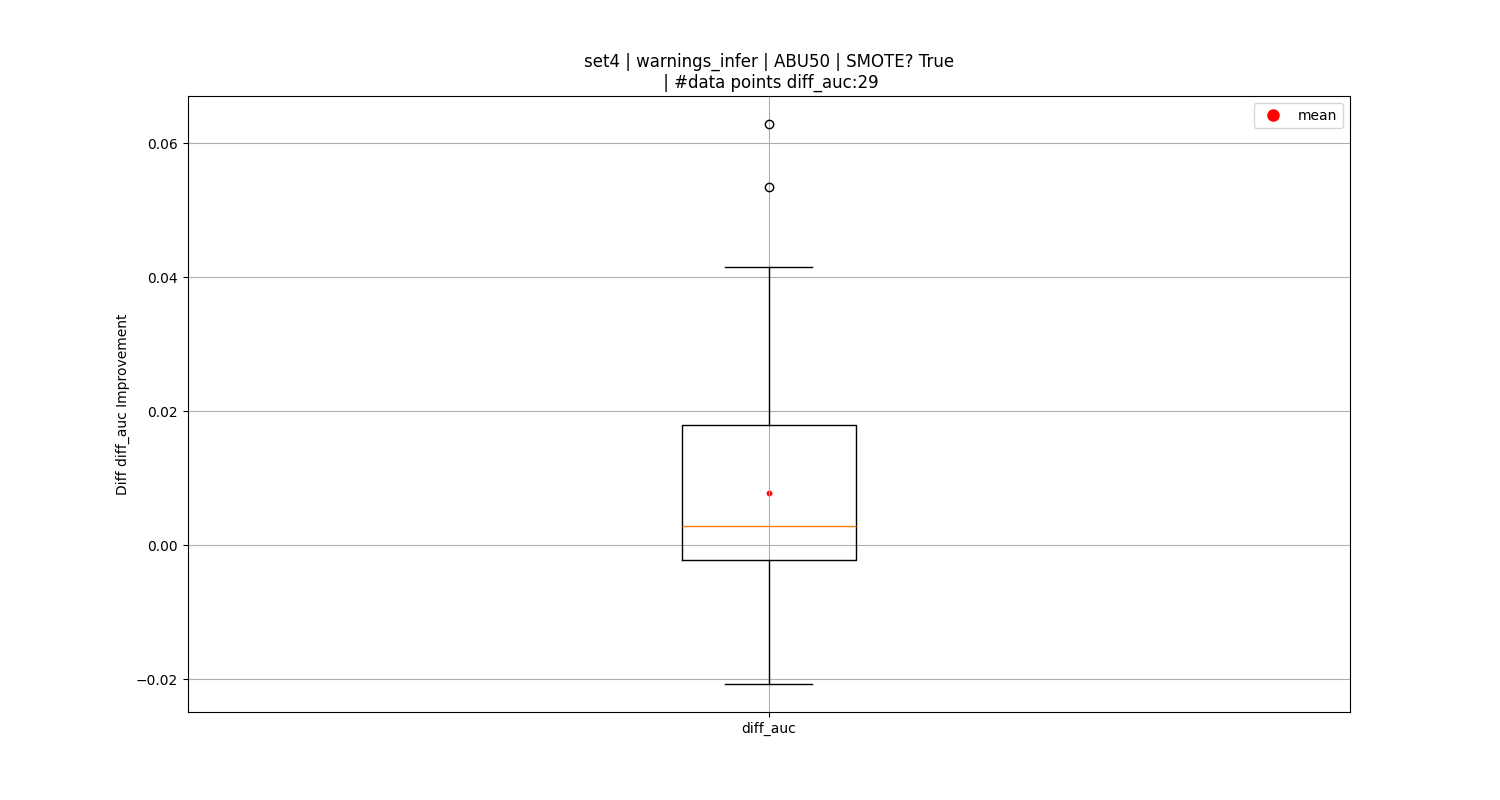 set4 | warnings_infer | ABU50 | SMOTE? True
| #data points diff_auc:29
mean
0.06
0.04
0.02
0.00
−0.02
Diff diff_auc Improvement
diff_auc